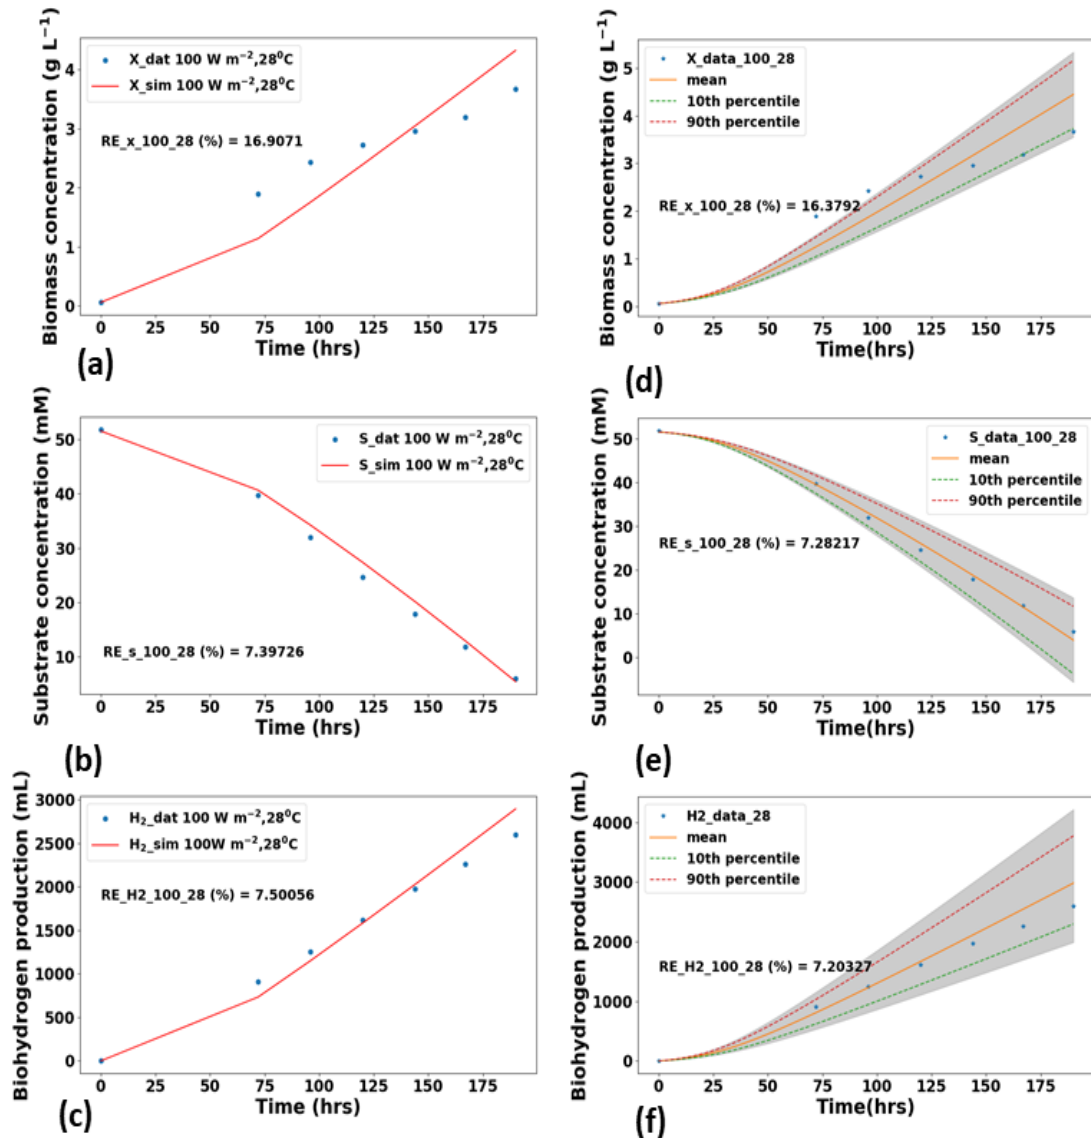 Biomass concentration (g L⁻¹)
X_dat 100 W m⁻²,28⁰C
X_sim 100 W m⁻²,28⁰C
RE_x_100_28 (%) = 16.9071
4
3
2
1
0
0 25 50 75 100 125 150 175
Time (hrs)
(a)
Biomass concentration (g L⁻¹)
X_data_100_28
mean
10th percentile
90th percentile
RE_x_100_28 (%) = 16.3792
5
4
3
2
1
0
0 25 50 75 100 125 150 175
Time(hrs)
(d)
Substrate concentration (mM)
S_dat 100 W m⁻²,28⁰C
S_sim 100 W m⁻²,28⁰C
RE_s_100_28 (%) = 7.39726
50
40
30
20
10
0 25 50 75 100 125 150 175
Time (hrs)
(b)
Substrate concentration (mM)
S_data_100_28
mean
10th percentile
90th percentile
RE_s_100_28 (%) = 7.28217
50
40
30
20
10
0
0 25 50 75 100 125 150 175
Time(hrs)
(e)
Biohydrogen production (mL)
H₂_dat 100 W m⁻²,28⁰C
H₂_sim 100W m⁻²,28⁰C
RE_H2_100_28 (%) = 7.50056
3000
2500
2000
1500
1000
500
0
0 25 50 75 100 125 150 175
Time (hrs)
(c)
Biohydrogen production (mL)
H2_data_28
mean
10th percentile
90th percentile
RE_H2_100_28 (%) = 7.20327
4000
3000
2000
1000
0
0 25 50 75 100 125 150 175
Time(hrs)
(f)